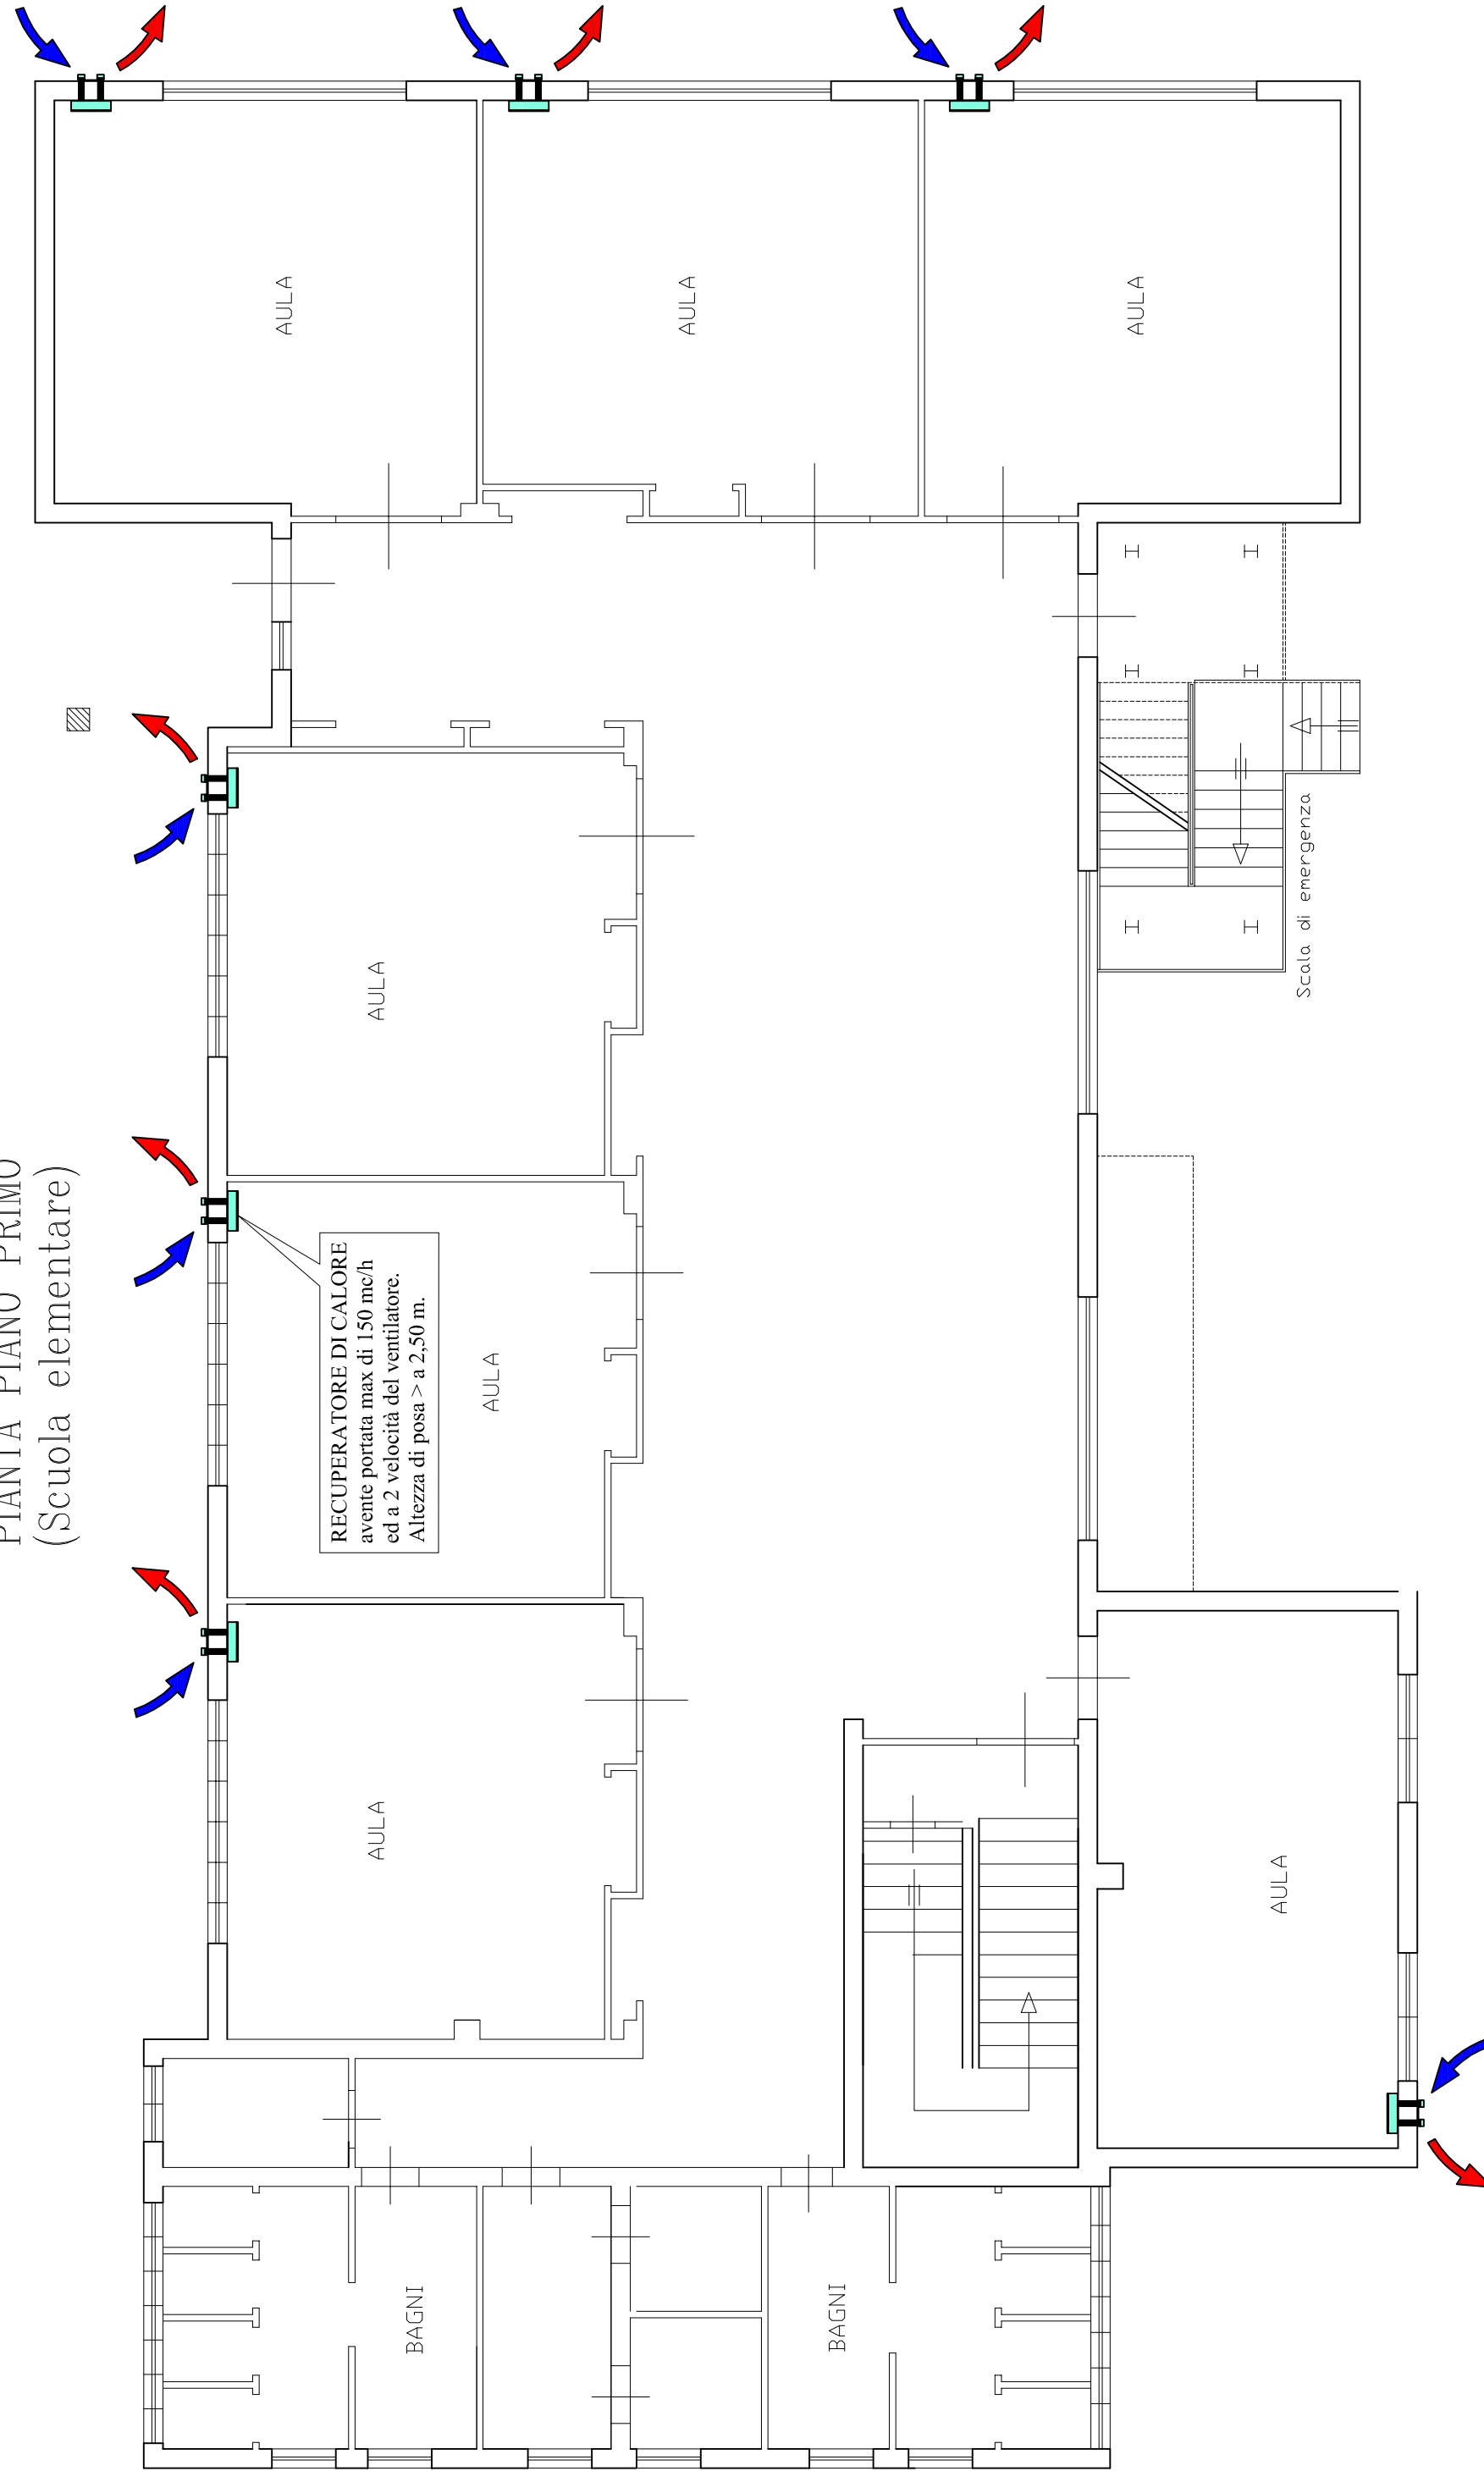 PIANTA PIANO PRIMO
(Scuola elementare)
AULA
AULA
AULA
AULA
RECUPERATORE DI CALORE
avente portata max di 150 mc/h
ed a 2 velocità del ventilatore.
Altezza di posa > a 2,50 m.
AULA
AULA
Scala di emergenza
AULA
BAGNI
BAGNI